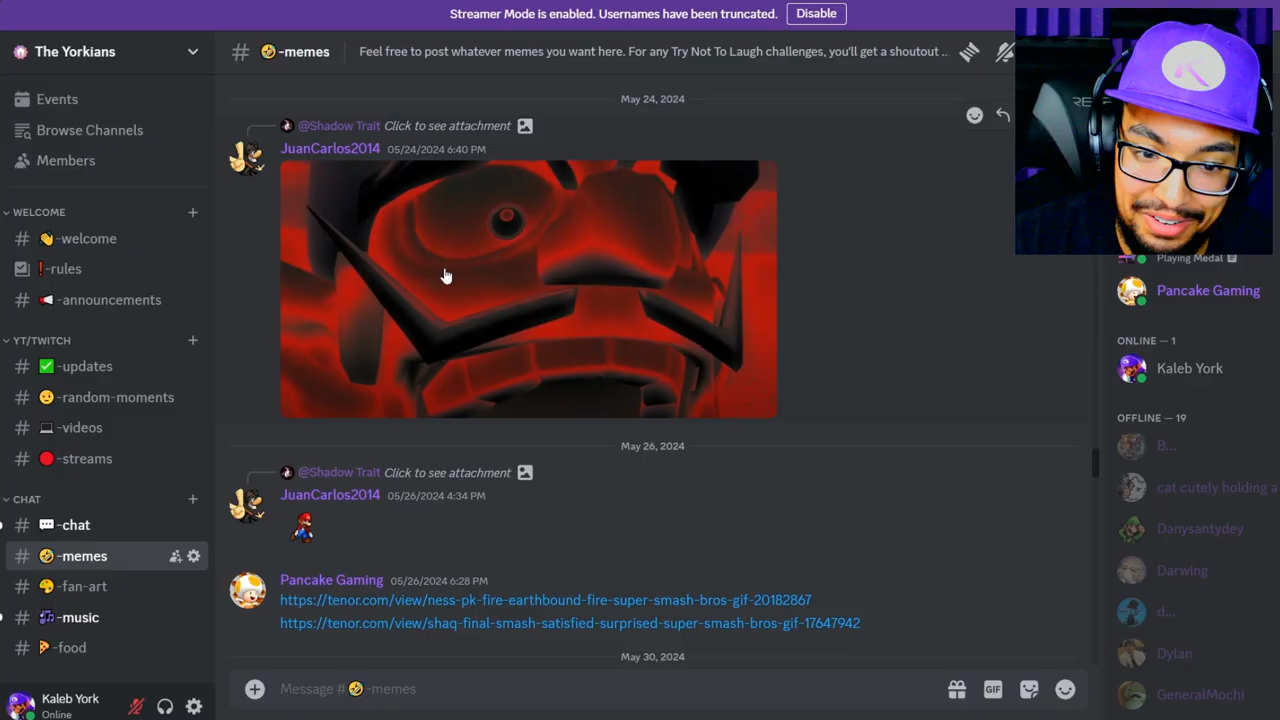 Streamer Mode is enabled. Usernames have been truncated. Disable
The Yorkians
Events
Browse Channels
Members
WELCOME
👋-welcome
❗-rules
📢-announcements
YT/TWITCH
✅-updates
🤨-random-moments
💻-videos
🔴-streams
CHAT
💬-chat
🤣-memes
🎨-fan-art
🎶-music
🍕-food
Kaleb York
Online
🤣-memes Feel free to post whatever memes you want here. For any Try Not To Laugh challenges, you'll get a shoutout ...
May 24, 2024
@Shadow Trait Click to see attachment
JuanCarlos2014 05/24/2024 6:40 PM
May 26, 2024
@Shadow Trait Click to see attachment
JuanCarlos2014 05/26/2024 4:34 PM
Pancake Gaming 05/26/2024 6:28 PM
https://tenor.com/view/ness-pk-fire-earthbound-fire-super-smash-bros-gif-20182867
https://tenor.com/view/shaq-final-smash-satisfied-surprised-super-smash-bros-gif-17647942
May 30, 2024
Message #🤣-memes
GIF
Playing Medal
Pancake Gaming
ONLINE — 1
Kaleb York
OFFLINE — 19
B...
cat cutely holding a
Danysantydey
Darwing
d...
Dylan
GeneralMochi